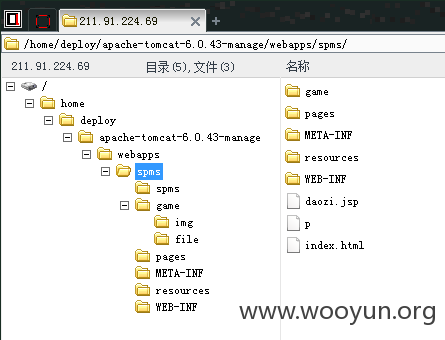 211.91.224.69
/home/deploy/apache-tomcat-6.0.43-manage/webapps/spms/
211.91.224.69 目录(5),文件(3) 名称
/
home
deploy
apache-tomcat-6.0.43-manage
webapps
spms
spms
game
img
file
pages
META-INF
resources
WEB-INF
game
pages
META-INF
resources
WEB-INF
daozi.jsp
p
index.html
www.wooyun.org